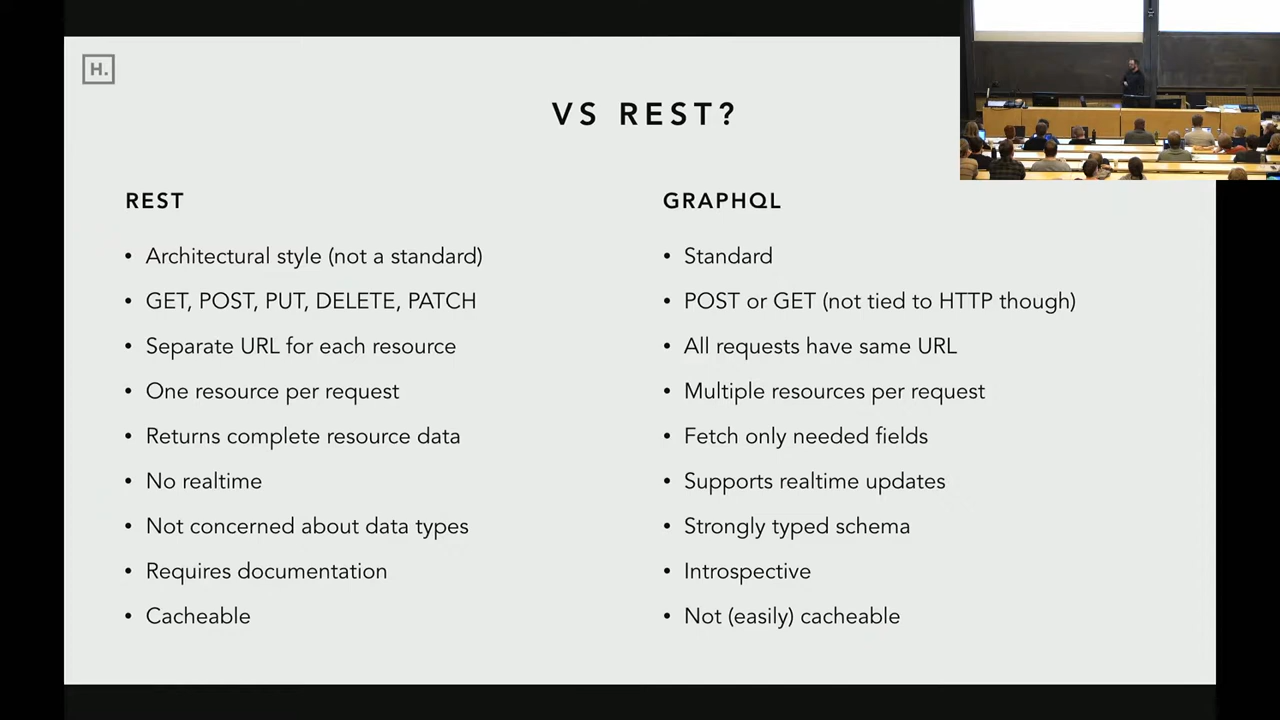 H.
VS REST?
REST
• Architectural style (not a standard)
• GET, POST, PUT, DELETE, PATCH
• Separate URL for each resource
• One resource per request
• Returns complete resource data
• No realtime
• Not concerned about data types
• Requires documentation
• Cacheable
GRAPHQL
• Standard
• POST or GET (not tied to HTTP though)
• All requests have same URL
• Multiple resources per request
• Fetch only needed fields
• Supports realtime updates
• Strongly typed schema
• Introspective
• Not (easily) cacheable